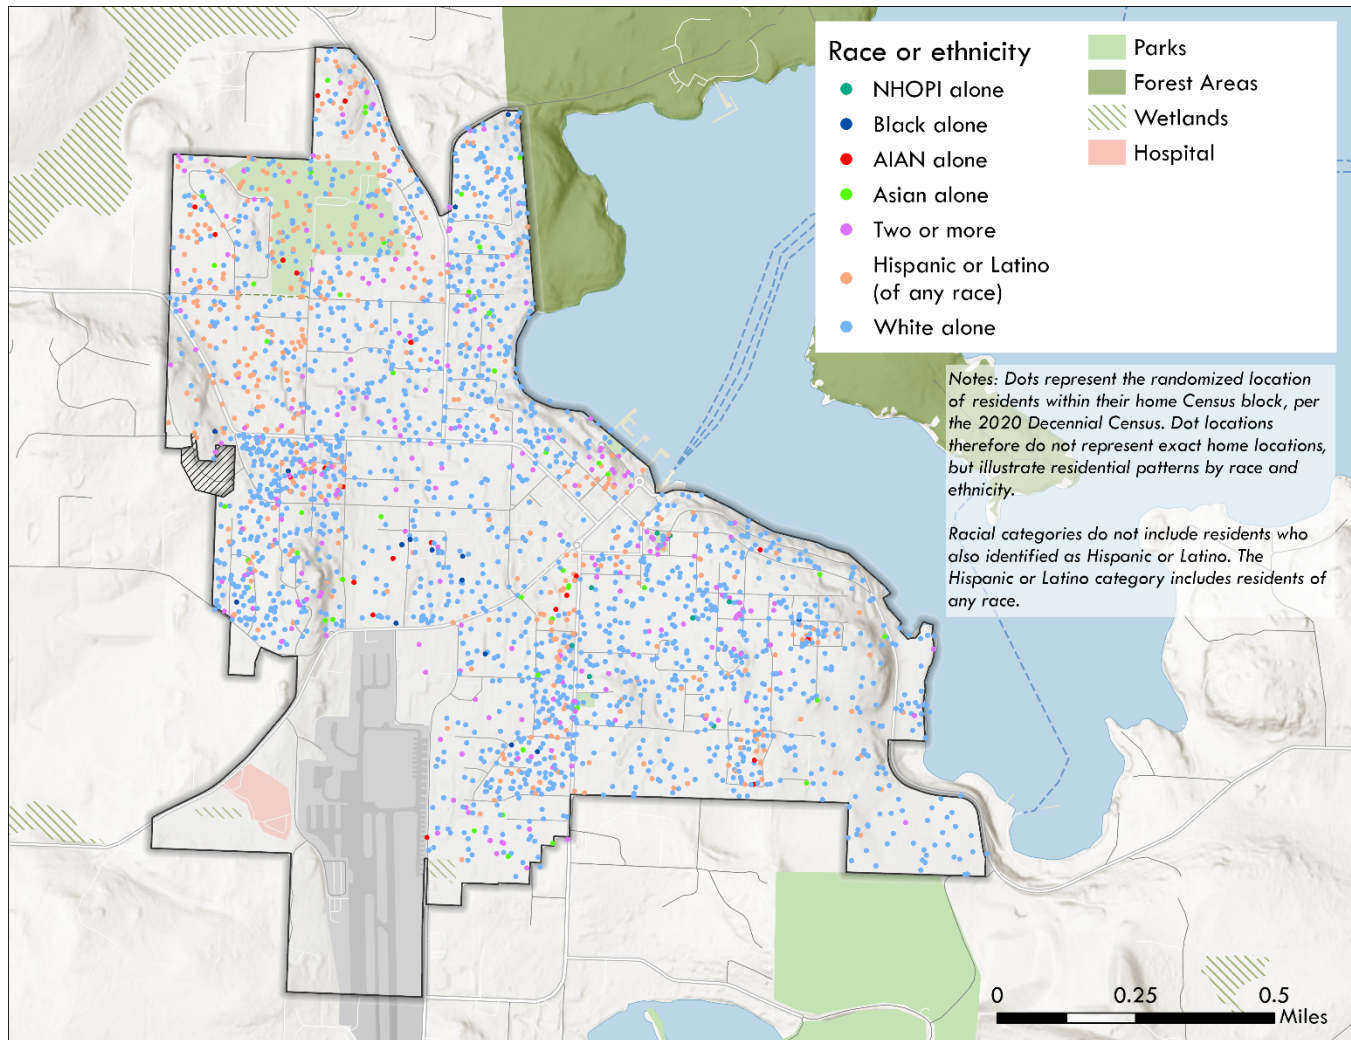 Race or ethnicity
NHOPI alone
Black alone
AIAN alone
Asian alone
Two or more
Hispanic or Latino
(of any race)
White alone
Parks
Forest Areas
Wetlands
Hospital
Notes: Dots represent the randomized location
of residents within their home Census block, per
the 2020 Decennial Census. Dot locations
therefore do not represent exact home locations,
but illustrate residential patterns by race and
ethnicity.
Racial categories do not include residents who
also identified as Hispanic or Latino. The
Hispanic or Latino category includes residents of
any race.
0 0.25 0.5
Miles